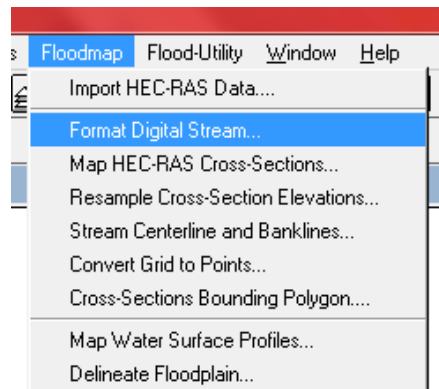 s Floodmap Flood-Utility Window Help
Import HEC-RAS Data....
Format Digital Stream...
Map HEC-RAS Cross-Sections...
Resample Cross-Section Elevations...
Stream Centerline and Banklines...
Convert Grid to Points...
Cross-Sections Bounding Polygon....
Map Water Surface Profiles...
Delineate Floodplain...